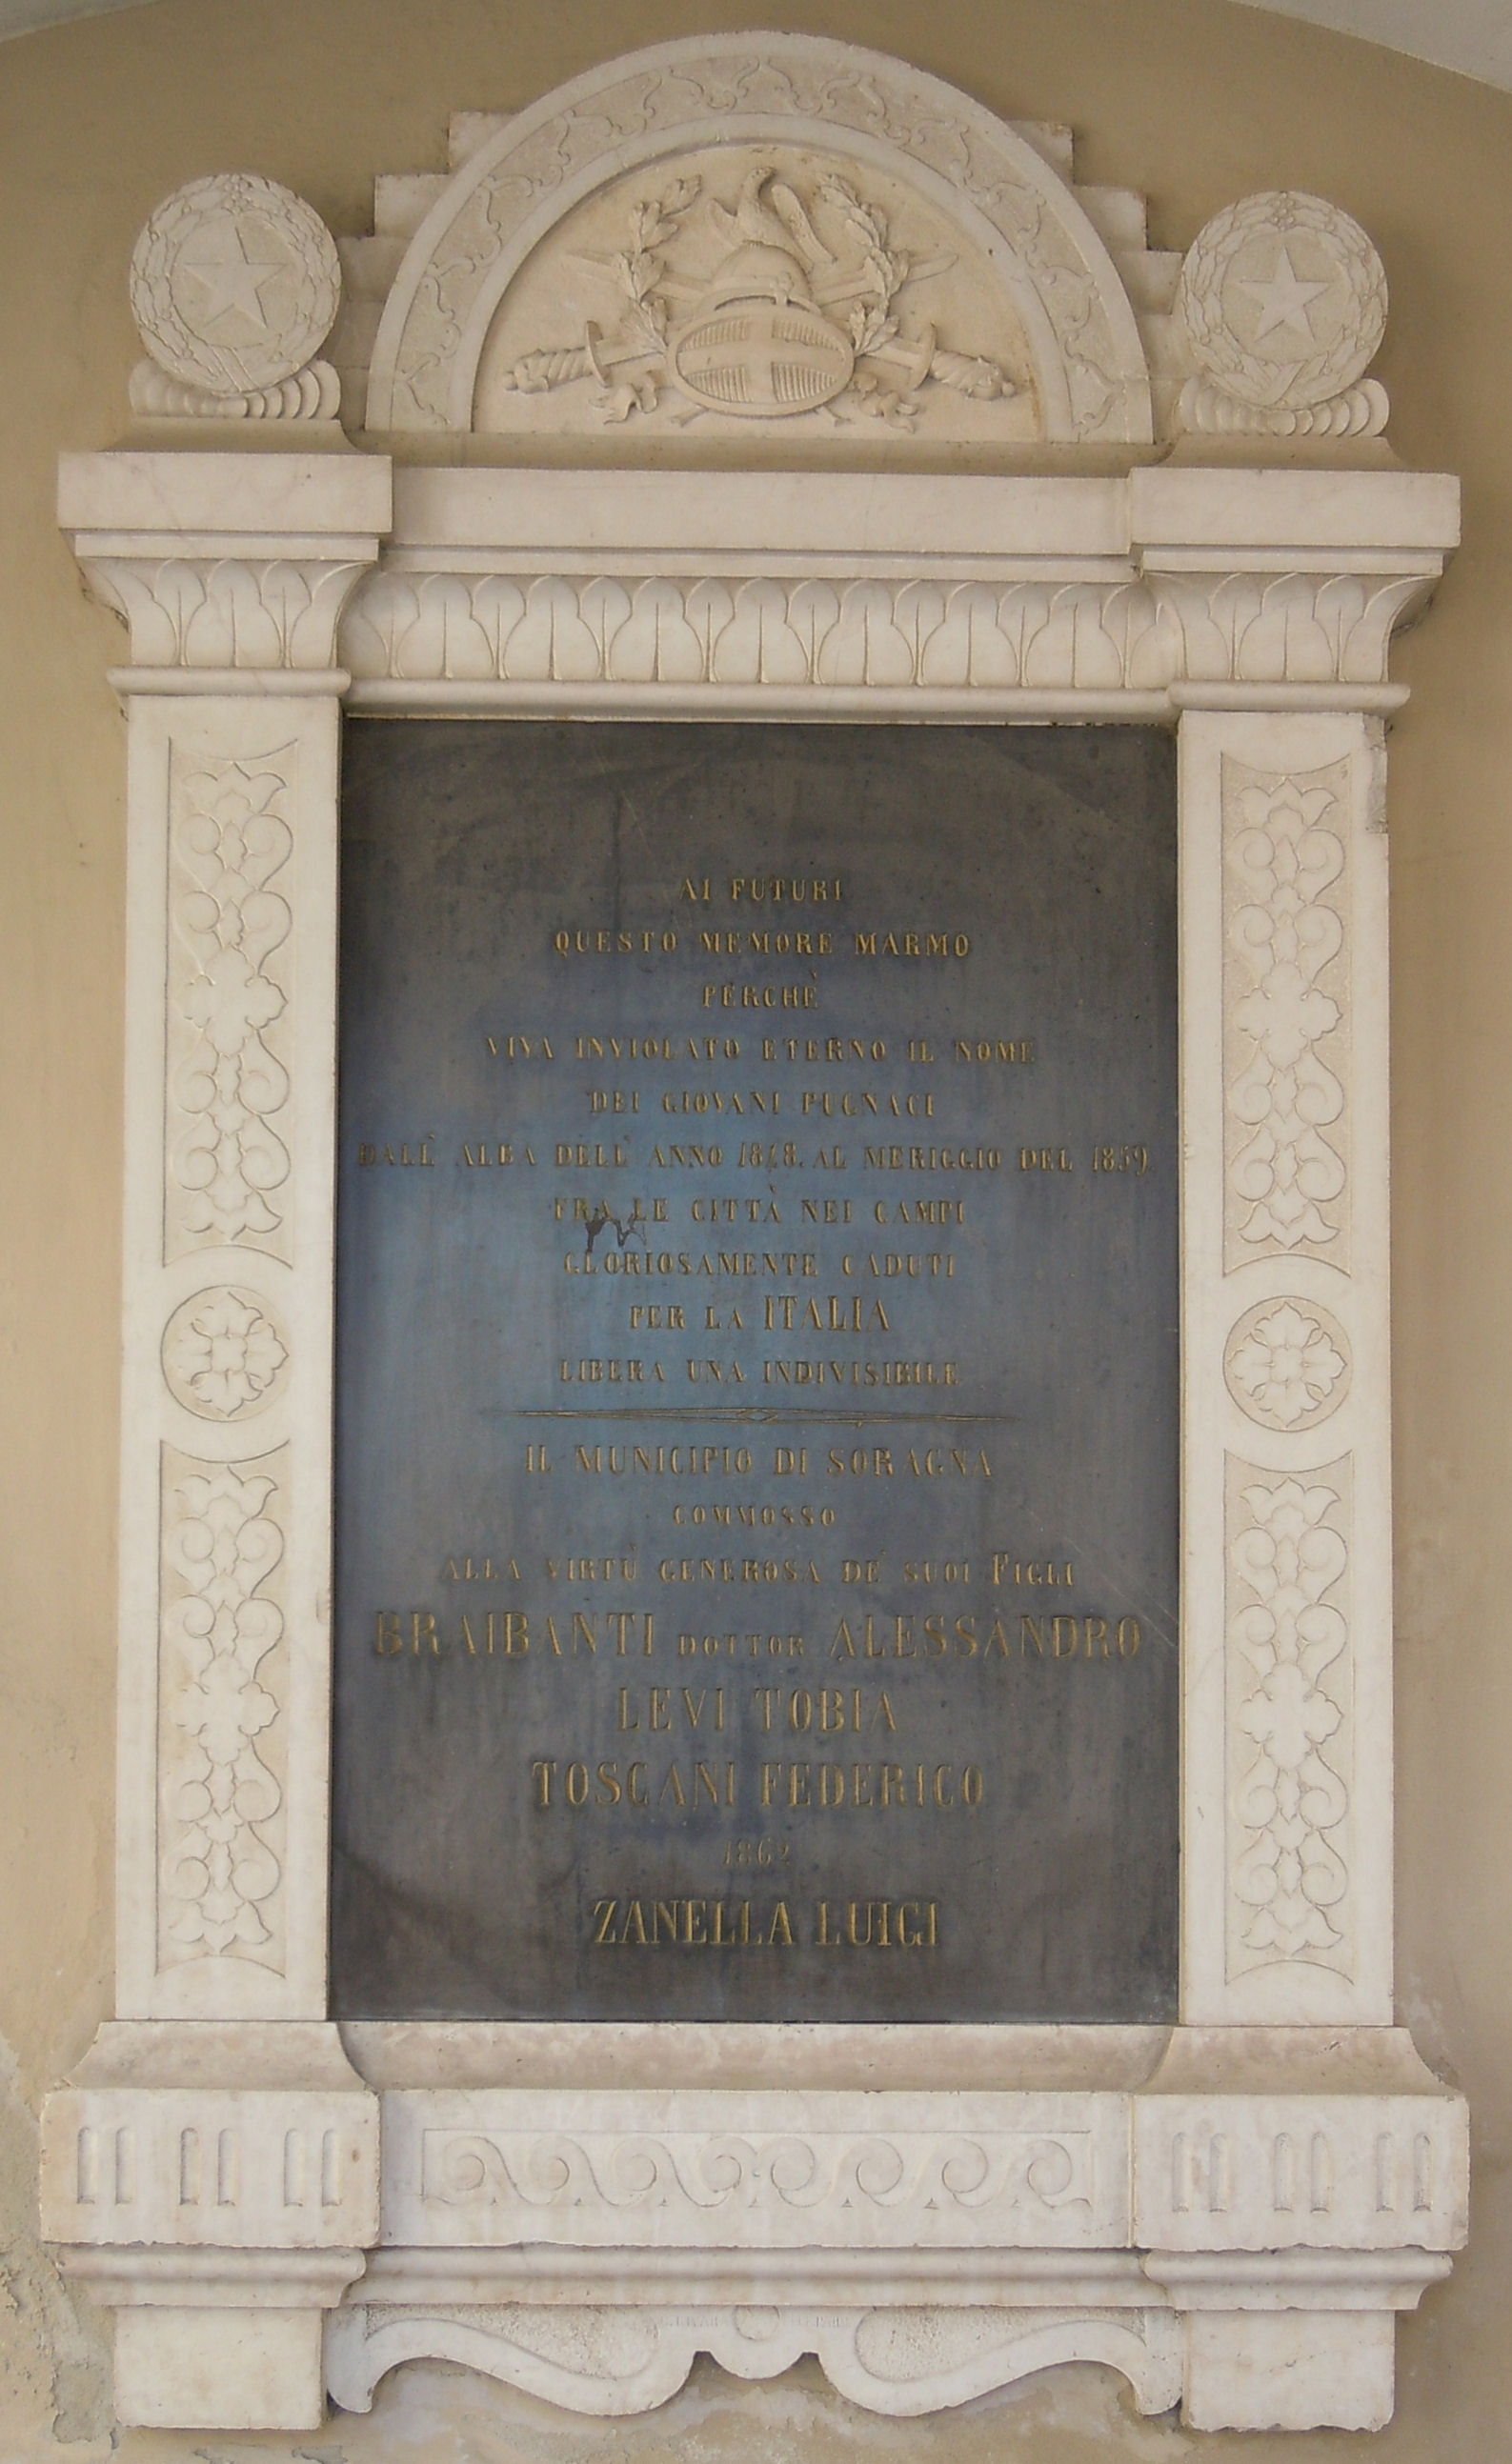 AI FUTURI
QUESTO MEMORE MARMO
PERCHÈ
VIVA INVIOLATO ETERNO IL NOME
DEI GIOVANI PUGNACI
DALL' ALBA DELL' ANNO 1848. AL MERIGGIO DEL 1859
FRA LE CITTÀ NEI CAMPI
GLORIOSAMENTE CADUTI
PER LA ITALIA
LIBERA UNA INDIVISIBILE
IL MUNICIPIO DI SORAGNA
COMMOSSO
ALLA VIRTÙ GENEROSA DE' SUOI FIGLI
BRAIBANTI DOTTOR ALESSANDRO
LEVI TOBIA
TOSCANI FEDERICO
1862
ZANELLA LUIGI